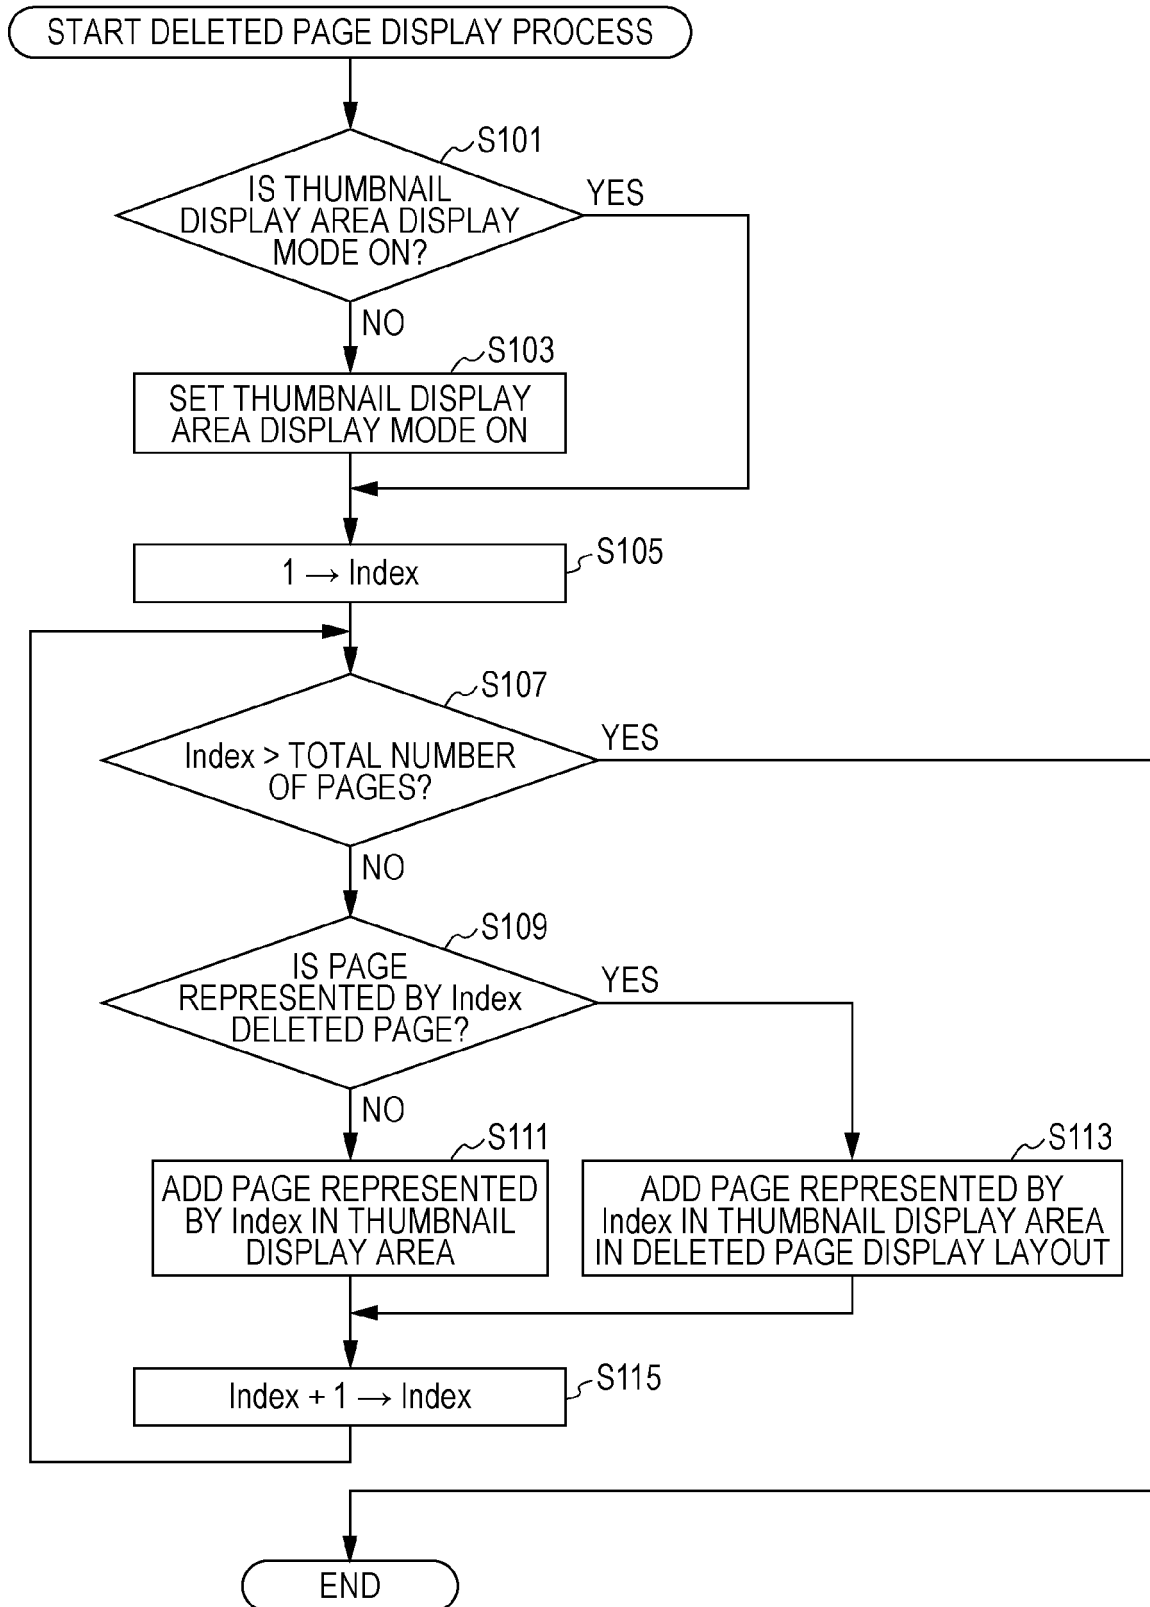 START DELETED PAGE DISPLAY PROCESS
S101
IS THUMBNAIL
DISPLAY AREA DISPLAY
MODE ON?
YES
NO
S103
SET THUMBNAIL DISPLAY
AREA DISPLAY MODE ON
1 → Index
S105
S107
Index > TOTAL NUMBER
OF PAGES?
YES
NO
S109
IS PAGE
REPRESENTED BY Index
DELETED PAGE?
YES
NO
S111
ADD PAGE REPRESENTED
BY Index IN THUMBNAIL
DISPLAY AREA
S113
ADD PAGE REPRESENTED BY
Index IN THUMBNAIL DISPLAY AREA
IN DELETED PAGE DISPLAY LAYOUT
Index + 1 → Index
S115
END